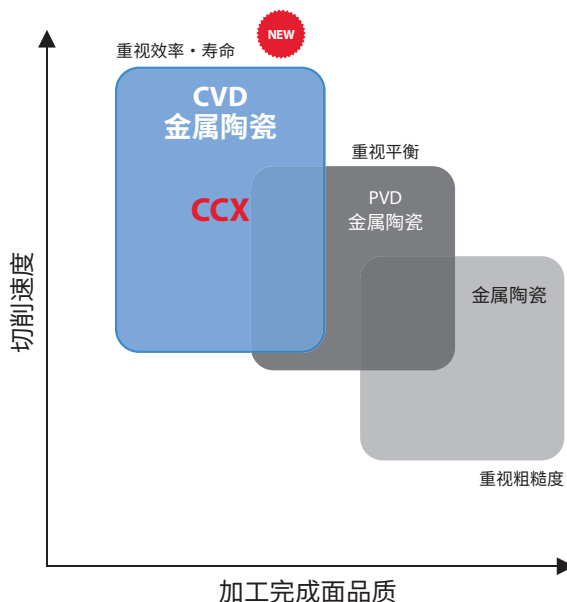 NEW
重视效率・寿命
CVD
金属陶瓷
CCX
重视平衡
PVD
金属陶瓷
金属陶瓷
重视粗糙度
切削速度
加工完成面品质